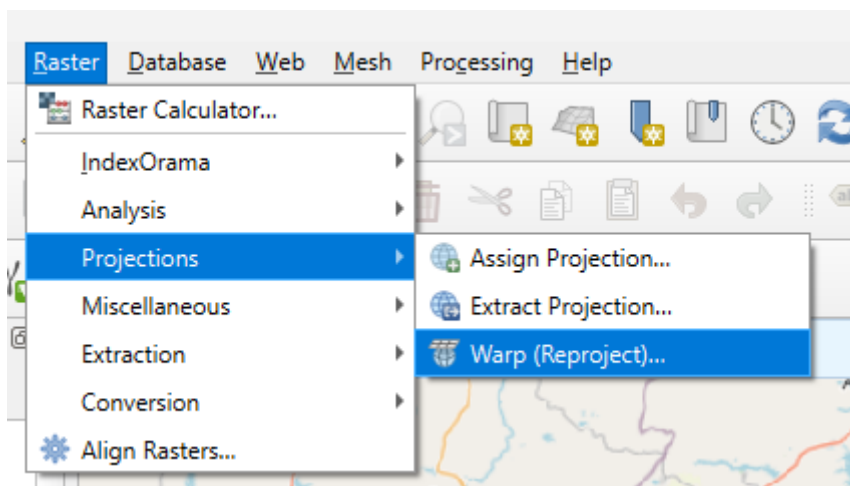 Raster Database Web Mesh Processing Help
Raster Calculator...
IndexOrama
Analysis
Projections
Assign Projection...
Miscellaneous
Extract Projection...
Extraction
Warp (Reproject)...
Conversion
Align Rasters...